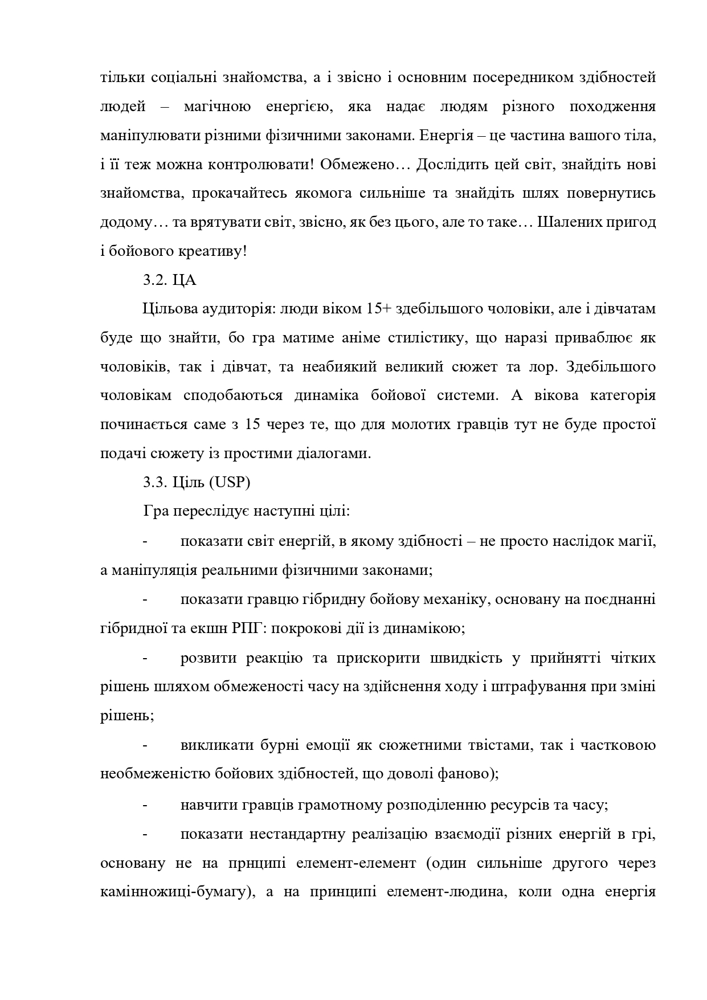 тільки соціальні знайомства, а і звісно і основним посередником здібностей
людей – магічною енергією, яка надає людям різного походження
маніпулювати різними фізичними законами. Енергія – це частина вашого тіла,
і її теж можна контролювати! Обмежено… Дослідить цей світ, знайдіть нові
знайомства, прокачайтесь якомога сильніше та знайдіть шлях повернутись
додому… та врятувати світ, звісно, як без цього, але то таке… Шалених пригод
і бойового креативу!
3.2. ЦА
Цільова аудиторія: люди віком 15+ здебільшого чоловіки, але і дівчатам
буде що знайти, бо гра матиме аніме стилістику, що наразі приваблює як
чоловіків, так і дівчат, та неабиякий великий сюжет та лор. Здебільшого
чоловікам сподобаються динаміка бойової системи. А вікова категорія
починається саме з 15 через те, що для молотих гравців тут не буде простої
подачі сюжету із простими діалогами.
3.3. Ціль (USP)
Гра переслідує наступні цілі:
- показати світ енергій, в якому здібності – не просто наслідок магії,
а маніпуляція реальними фізичними законами;
- показати гравцю гібридну бойову механіку, основану на поєднанні
гібридної та екшн РПГ: покрокові дії із динамікою;
- розвити реакцію та прискорити швидкість у прийнятті чітких
рішень шляхом обмеженості часу на здійснення ходу і штрафування при зміні
рішень;
- викликати бурні емоції як сюжетними твістами, так і частковою
необмеженістю бойових здібностей, що доволі фаново);
- навчити гравців грамотному розподіленню ресурсів та часу;
- показати нестандартну реалізацію взаємодії різних енергій в грі,
основану не на прнципі елемент-елемент (один сильніше другого через
камінножиці-бумагу), а на принципі елемент-людина, коли одна енергія